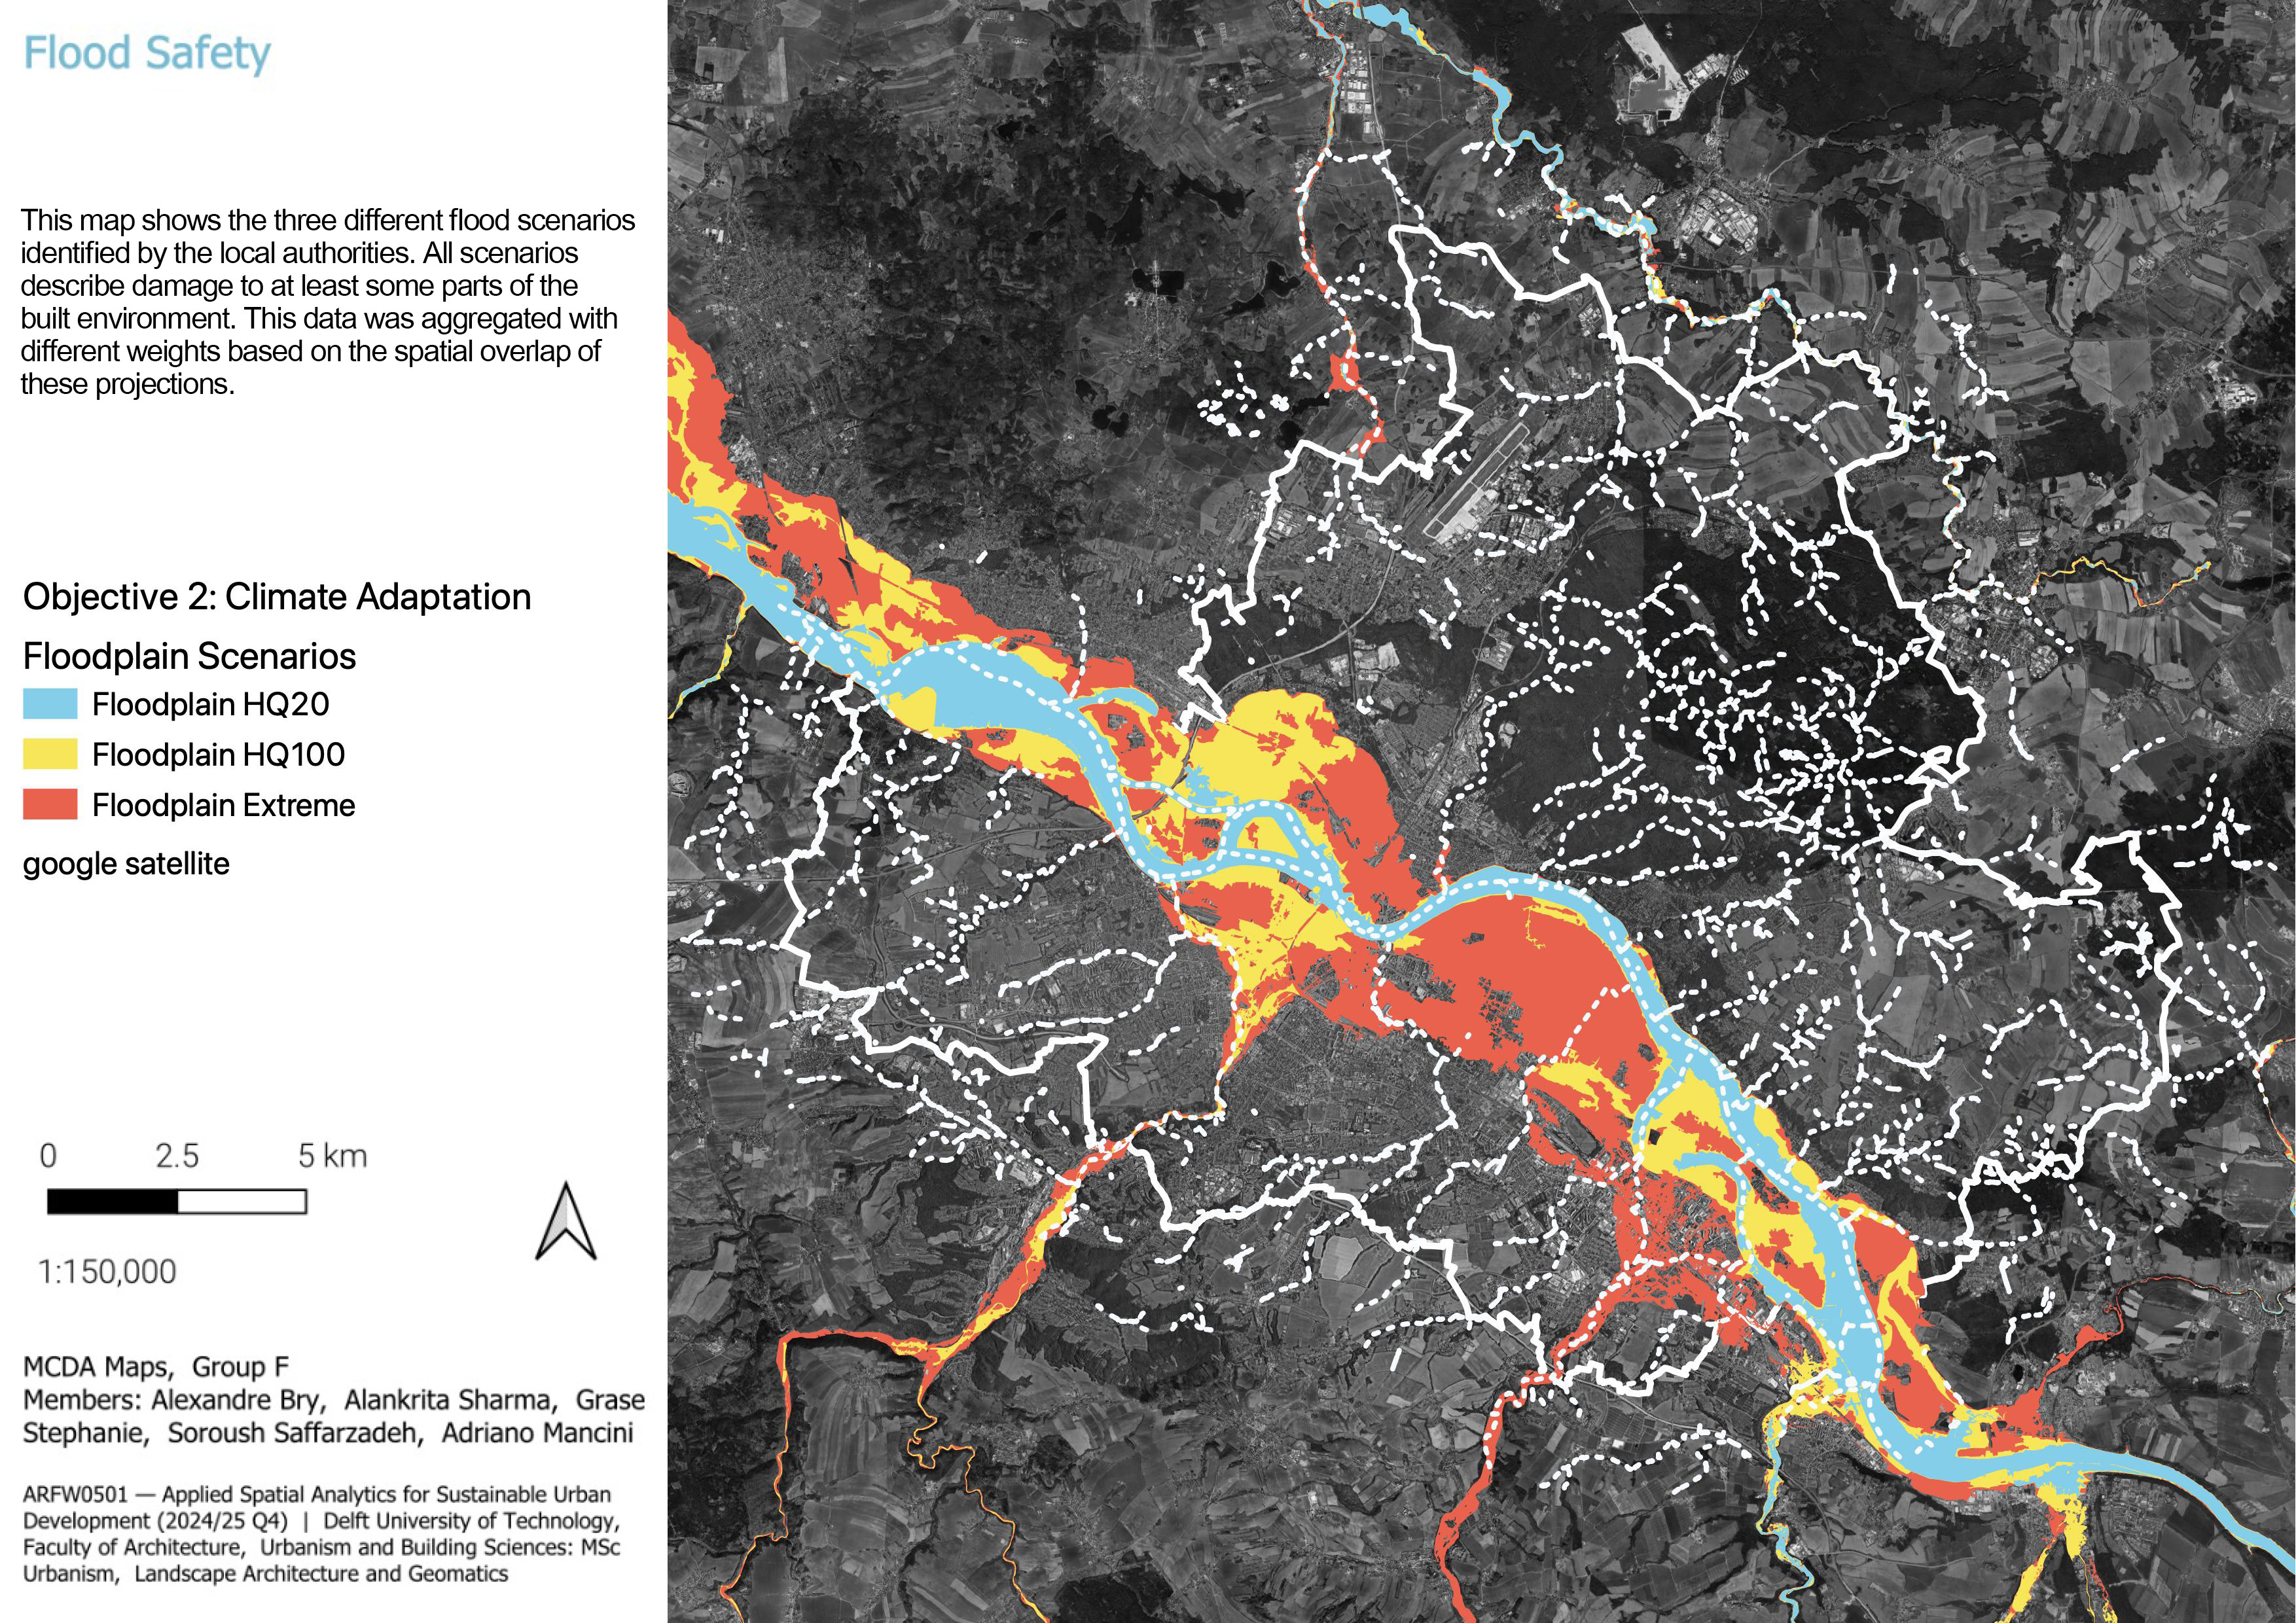 Flood Safety
This map shows the three different flood scenarios
identified by the local authorities. All scenarios
describe damage to at least some parts of the
built environment. This data was aggregated with
different weights based on the spatial overlap of
these projections.
Objective 2: Climate Adaptation
Floodplain Scenarios
Floodplain HQ20
Floodplain HQ100
Floodplain Extreme
google satellite
0 2.5 5 km
1:150,000
MCDA Maps, Group F
Members: Alexandre Bry, Alankrita Sharma, Grase
Stephanie, Soroush Saffarzadeh, Adriano Mancini
ARFW0501 — Applied Spatial Analytics for Sustainable Urban
Development (2024/25 Q4) | Delft University of Technology,
Faculty of Architecture, Urbanism and Building Sciences: MSc
Urbanism, Landscape Architecture and Geomatics